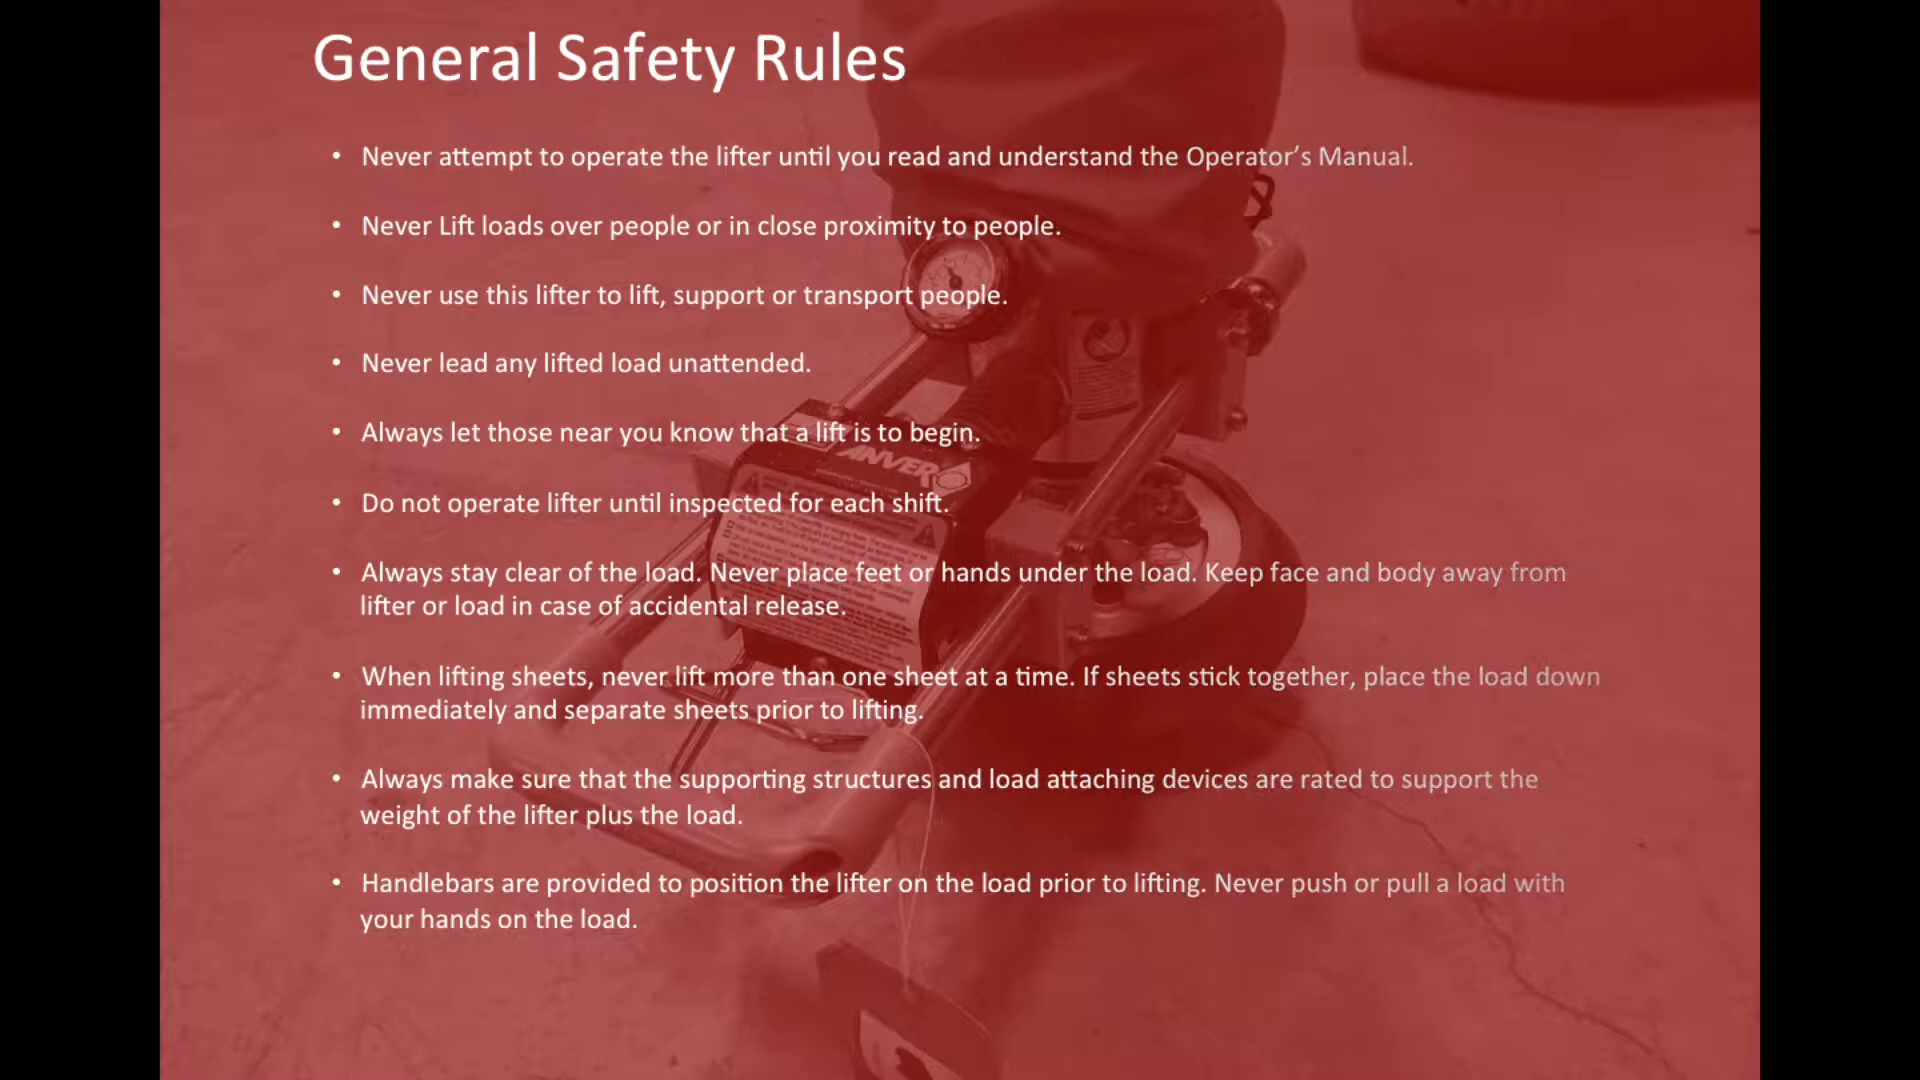 General Safety Rules
• Never attempt to operate the lifter until you read and understand the Operator’s Manual.
• Never Lift loads over people or in close proximity to people.
• Never use this lifter to lift, support or transport people.
• Never lead any lifted load unattended.
• Always let those near you know that a lift is to begin.
ANVER
• Do not operate lifter until inspected for each shift.
• Always stay clear of the load. Never place feet or hands under the load. Keep face and body away from
lifter or load in case of accidental release.
• When lifting sheets, never lift more than one sheet at a time. If sheets stick together, place the load down
immediately and separate sheets prior to lifting.
• Always make sure that the supporting structures and load attaching devices are rated to support the
weight of the lifter plus the load.
• Handlebars are provided to position the lifter on the load prior to lifting. Never push or pull a load with
your hands on the load.